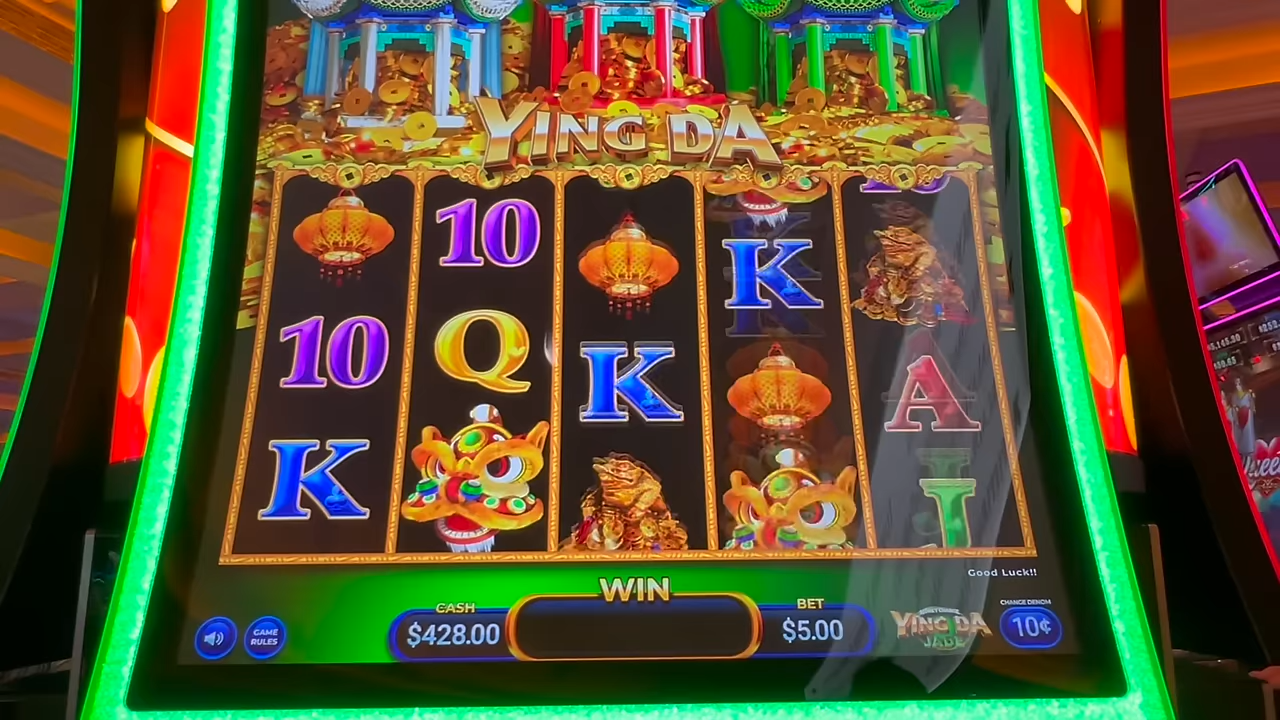 YING DA
10
K
10
Q
K
K
A
J
Good Luck!!
WIN
CASH
$428.00
BET
$5.00
GAME
RULES
YING DA
JADE
CHANGE DENOM
10¢